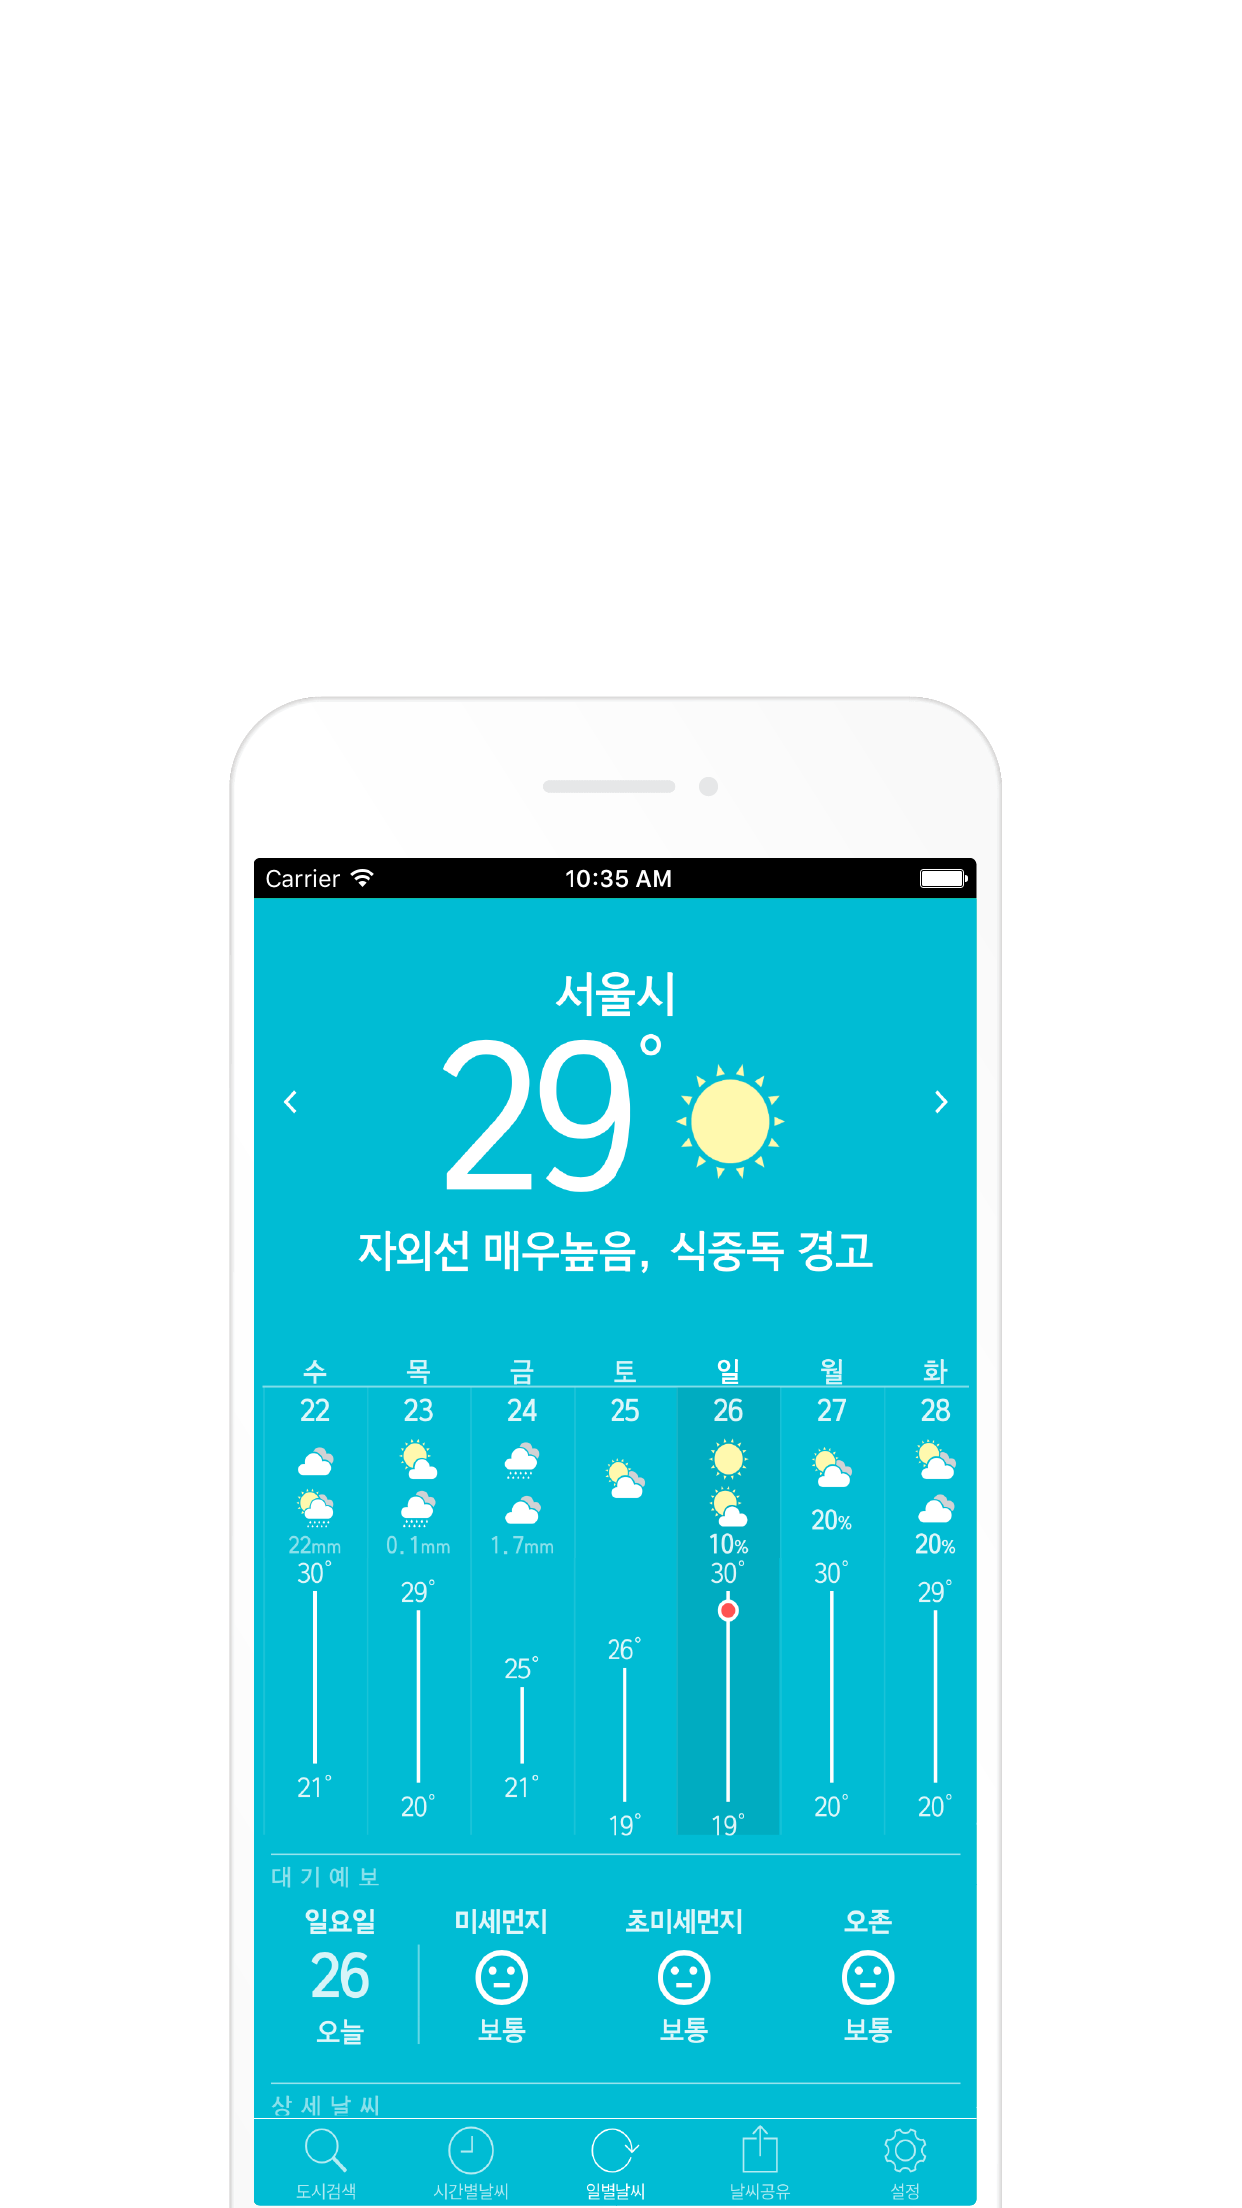 Carrier 10:35 AM
서울시
29°
자외선 매우높음, 식중독 경고
수 목 금 토 일 월 화
22 23 24 25 26 27 28
20%
22mm 0.1mm 1.7mm 10% 20%
30° 30° 30°
29° 29°
26°
25°
21° 21°
20° 20° 20°
19° 19°
대기예보
일요일 미세먼지 초미세먼지 오존
26
오늘 보통 보통 보통
상세날씨
도시검색 시간별날씨 일별날씨 날씨공유 설정